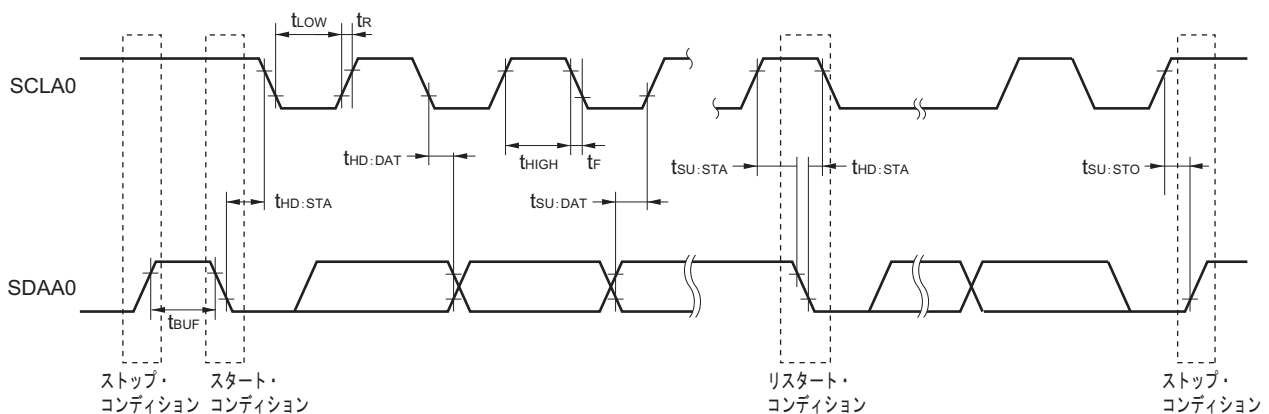 tLOW tR
SCLA0
tHD:DAT tHIGH tF tSU:STA tHD:STA tSU:STO
tHD:STA tSU:DAT
SDAA0
tBUF
ストップ・ スタート・ リスタート・ ストップ・
コンディション コンディション コンディション コンディション